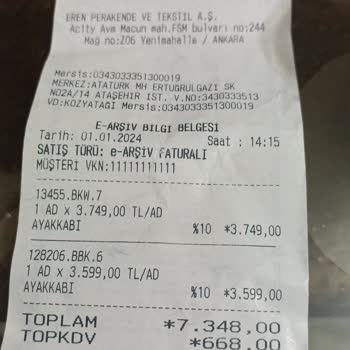 EREN PERAKENDE VE TEKSTIL A.Ş.
Acity Avm Macun mah.FSM bulvarı no:244
Mağ no:Z06 Yenimahalle / ANKARA
Mersis:0343033351300019
MERKEZ:ATATÜRK MH ERTUĞRULGAZI SK
NO2A/14 ATAŞEHIR IST. V.NO:3430333513
VD:KOZYATAĞI Mersis:0343033351300019
E-ARŞİV BILGI BELGESI
Tarih: 01.01.2024 Saat : 14:15
SATIŞ TÜRÜ: e-ARŞİV FATURALI
MÜŞTERİ VKN:11111111111
13455.BKW.7
1 AD x 3.749,00 TL/AD
AYAKKABI %10 *3.749,00
128206.BBK.6
1 AD x 3.599,00 TL/AD
AYAKKABI %10 *3.599,00
TOPLAM *7.348,00
TOPKDV *668,00